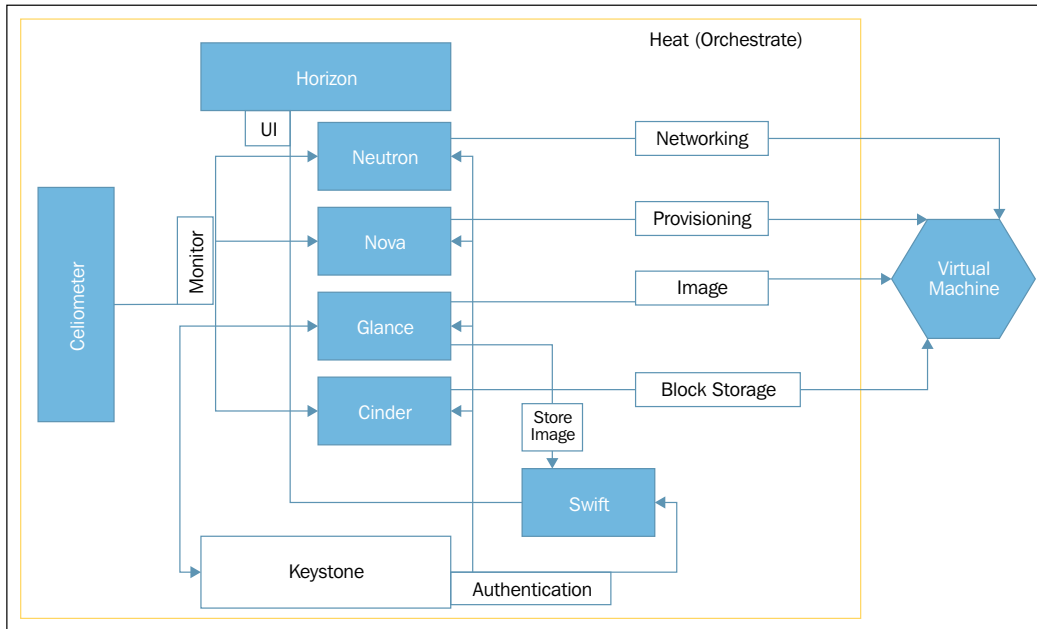 Heat (Orchestrate)
Horizon
UI
Neutron
Networking
Celiometer
Monitor
Nova
Provisioning
Virtual
Machine
Glance
Image
Cinder
Block Storage
Store
Image
Swift
Keystone
Authentication